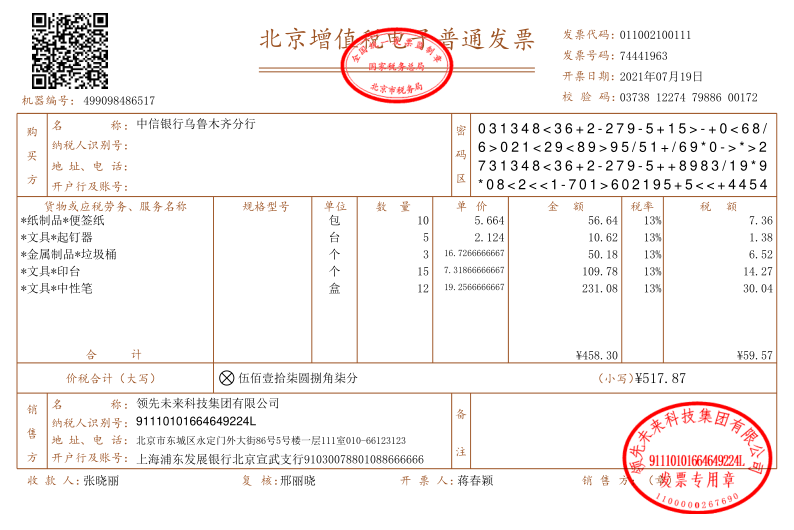 北京增值税电子普通发票
全国统一发票监制章
国家税务总局
北京市税务局
发票代码: 011002100111
发票号码: 74441963
开票日期: 2021年07月19日
校 验 码: 03738 12274 79886 00172
机器编号: 499098486517
购买方
名 称: 中信银行乌鲁木齐分行
纳税人识别号:
地 址、电 话:
开户行及账号:
密码区
031348<36+2-279-5+15>-+0<68/
6>021<29<89>95/51+/69*0->*>2
731348<36+2-279-5++8983/19*9
*08<2<<1-701>602195+5<<+4454
货物或应税劳务、服务名称 规格型号 单位 数 量 单 价 金 额 税率 税 额
*纸制品*便签纸 包 10 5.664 56.64 13% 7.36
*文具*起钉器 台 5 2.124 10.62 13% 1.38
*金属制品*垃圾桶 个 3 16.7266666667 50.18 13% 6.52
*文具*印台 个 15 7.31866666667 109.78 13% 14.27
*文具*中性笔 盒 12 19.2566666667 231.08 13% 30.04
合 计 ¥458.30 ¥59.57
价税合计（大写） ⊗ 伍佰壹拾柒圆捌角柒分 （小写）¥517.87
销售方
名 称: 领先未来科技集团有限公司
纳税人识别号: 91110101664649224L
地 址、电 话: 北京市东城区永定门外大街86号5号楼一层111室010-66123123
开户行及账号: 上海浦东发展银行北京宣武支行91030078801088666666
备注
领先未来科技集团有限公司
91110101664649224L
发票专用章
1100000267690
收 款 人: 张晓丽 复 核: 邢丽晓 开 票 人: 蒋春颖 销 售 方: （章）